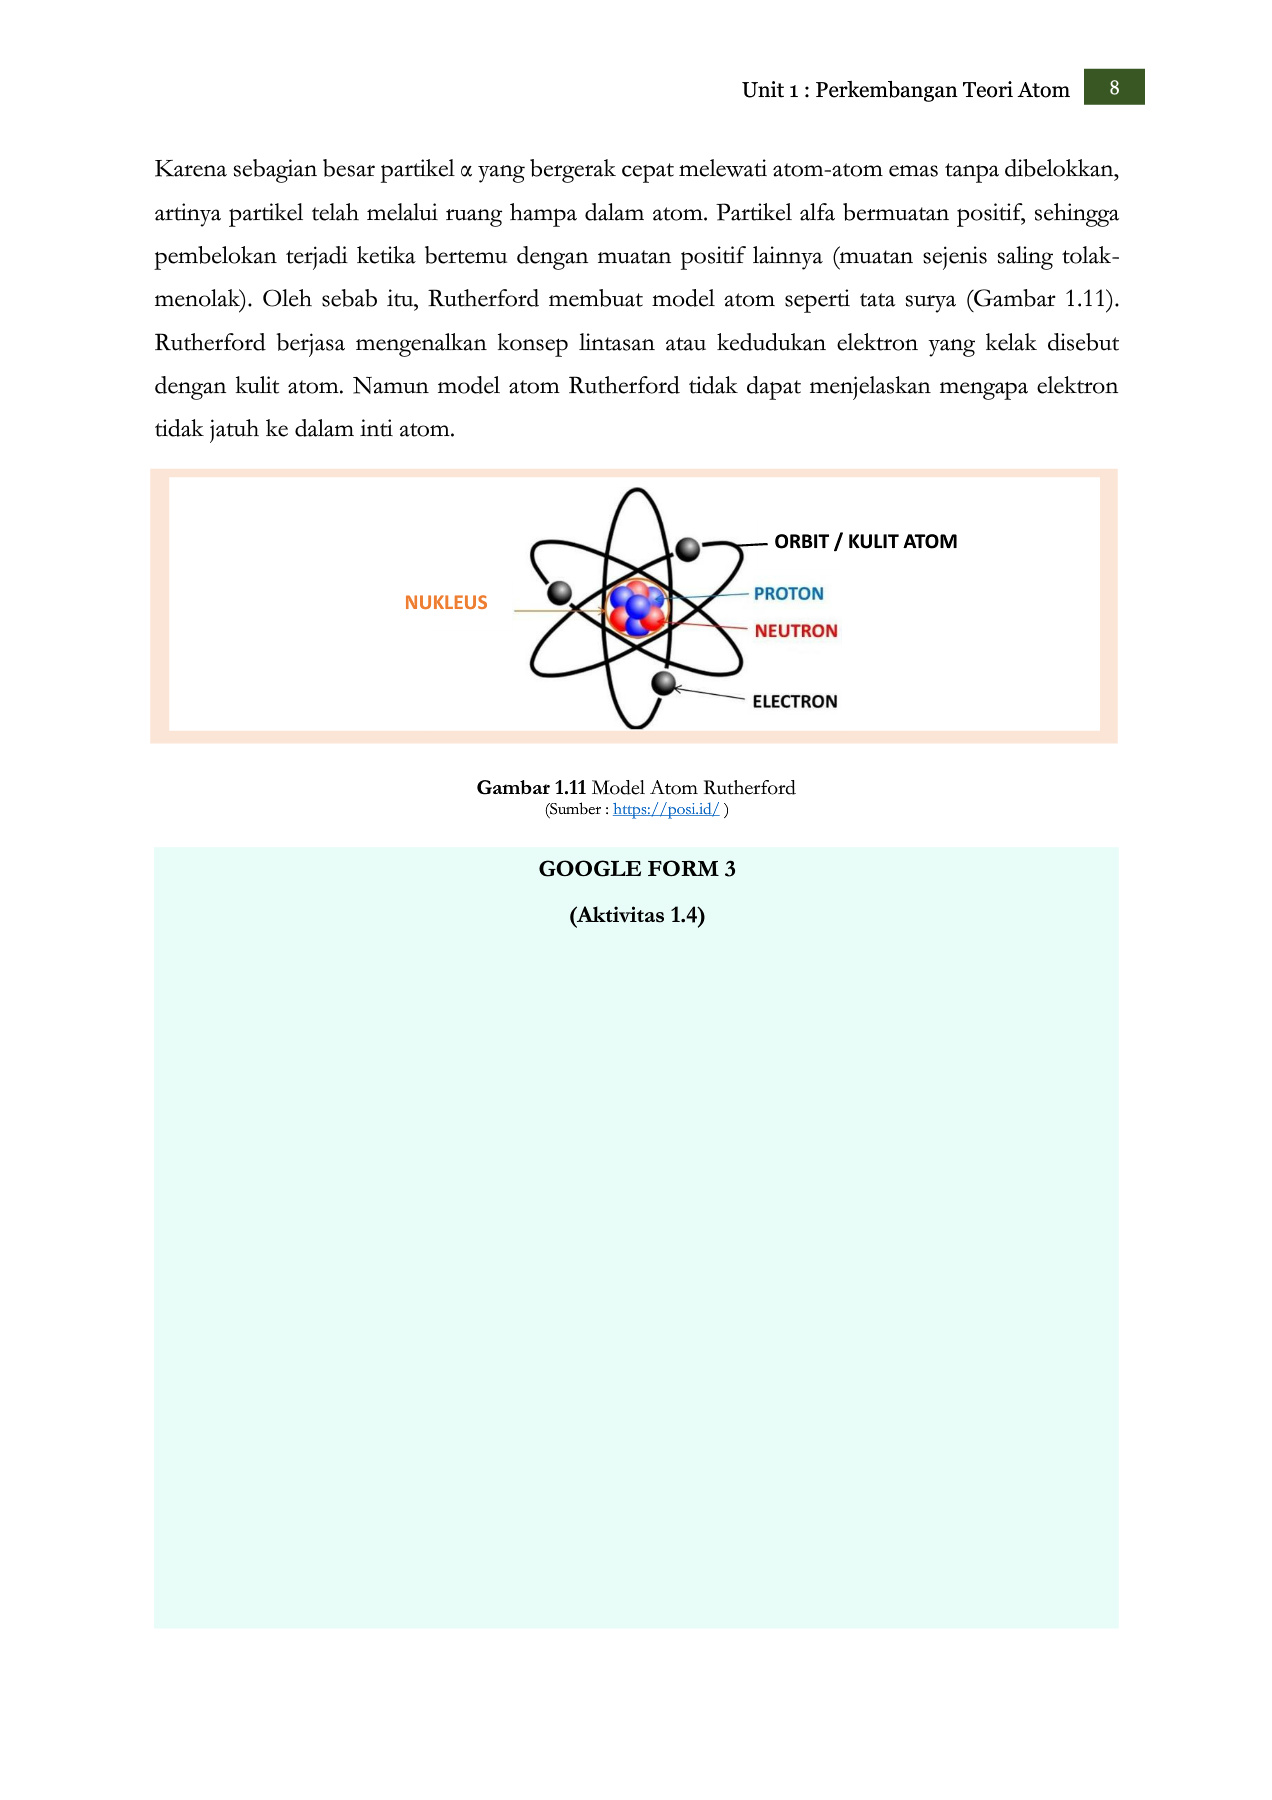 Unit 1 : Perkembangan Teori Atom 8
Karena sebagian besar partikel α yang bergerak cepat melewati atom-atom emas tanpa dibelokkan,
artinya partikel telah melalui ruang hampa dalam atom. Partikel alfa bermuatan positif, sehingga
pembelokan terjadi ketika bertemu dengan muatan positif lainnya (muatan sejenis saling tolak-
menolak). Oleh sebab itu, Rutherford membuat model atom seperti tata surya (Gambar 1.11).
Rutherford berjasa mengenalkan konsep lintasan atau kedudukan elektron yang kelak disebut
dengan kulit atom. Namun model atom Rutherford tidak dapat menjelaskan mengapa elektron
tidak jatuh ke dalam inti atom.
ORBIT / KULIT ATOM
PROTON
NUKLEUS
NEUTRON
ELECTRON
Gambar 1.11 Model Atom Rutherford
(Sumber : https://posi.id/ )
GOOGLE FORM 3
(Aktivitas 1.4)